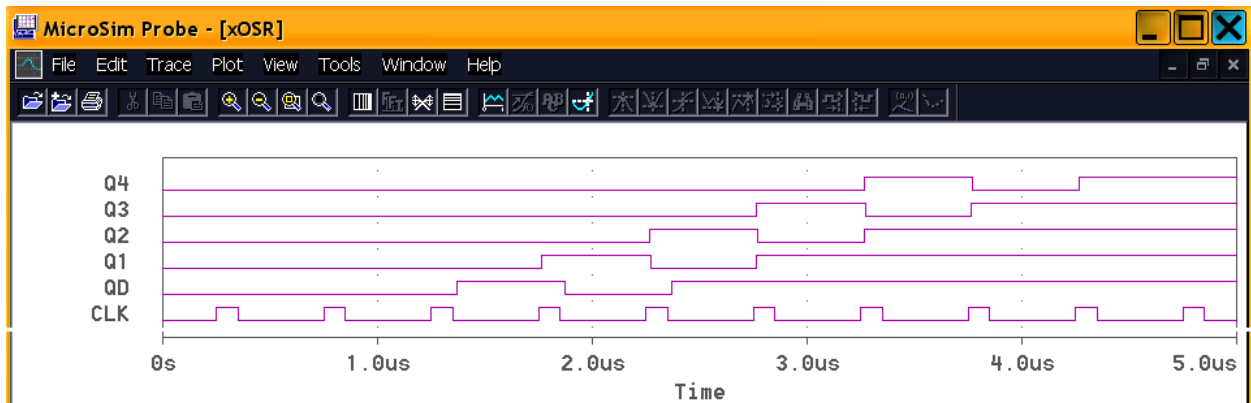 MicroSim Probe - [xOSR]
File Edit Trace Plot View Tools Window Help
Q4
Q3
Q2
Q1
QD
CLK
0s 1.0us 2.0us 3.0us 4.0us 5.0us
Time